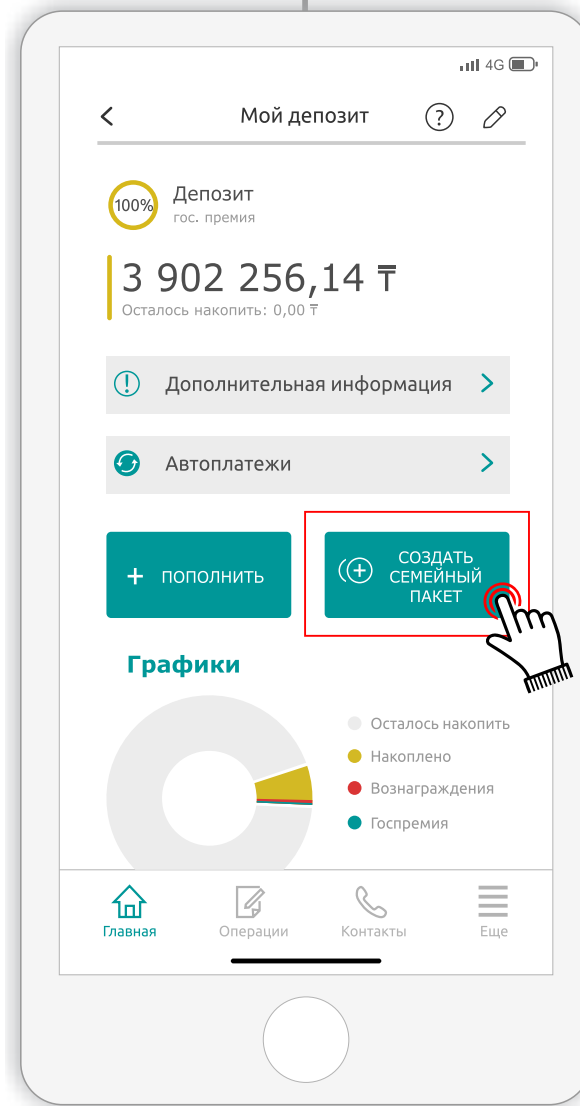 4G
Мой депозит
?
100%
Депозит
гос. премия
3 902 256,14 ₸
Осталось накопить: 0,00 ₸
Дополнительная информация
Автоплатежи
+ ПОПОЛНИТЬ
СОЗДАТЬ
СЕМЕЙНЫЙ
ПАКЕТ
Графики
Осталось накопить
Накоплено
Вознаграждения
Госпремия
Главная
Операции
Контакты
Еще